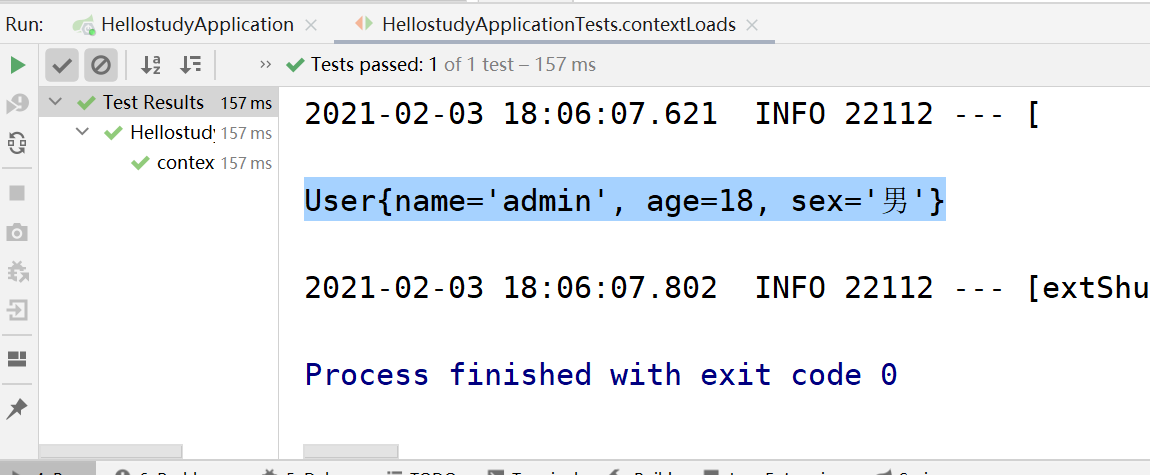 Run: HellostudyApplication HellostudyApplicationTests.contextLoads
Tests passed: 1 of 1 test – 157 ms
Test Results 157 ms
Hellostudy 157 ms
contex 157 ms
2021-02-03 18:06:07.621 INFO 22112 --- [
User{name='admin', age=18, sex='男'}
2021-02-03 18:06:07.802 INFO 22112 --- [extShu
Process finished with exit code 0